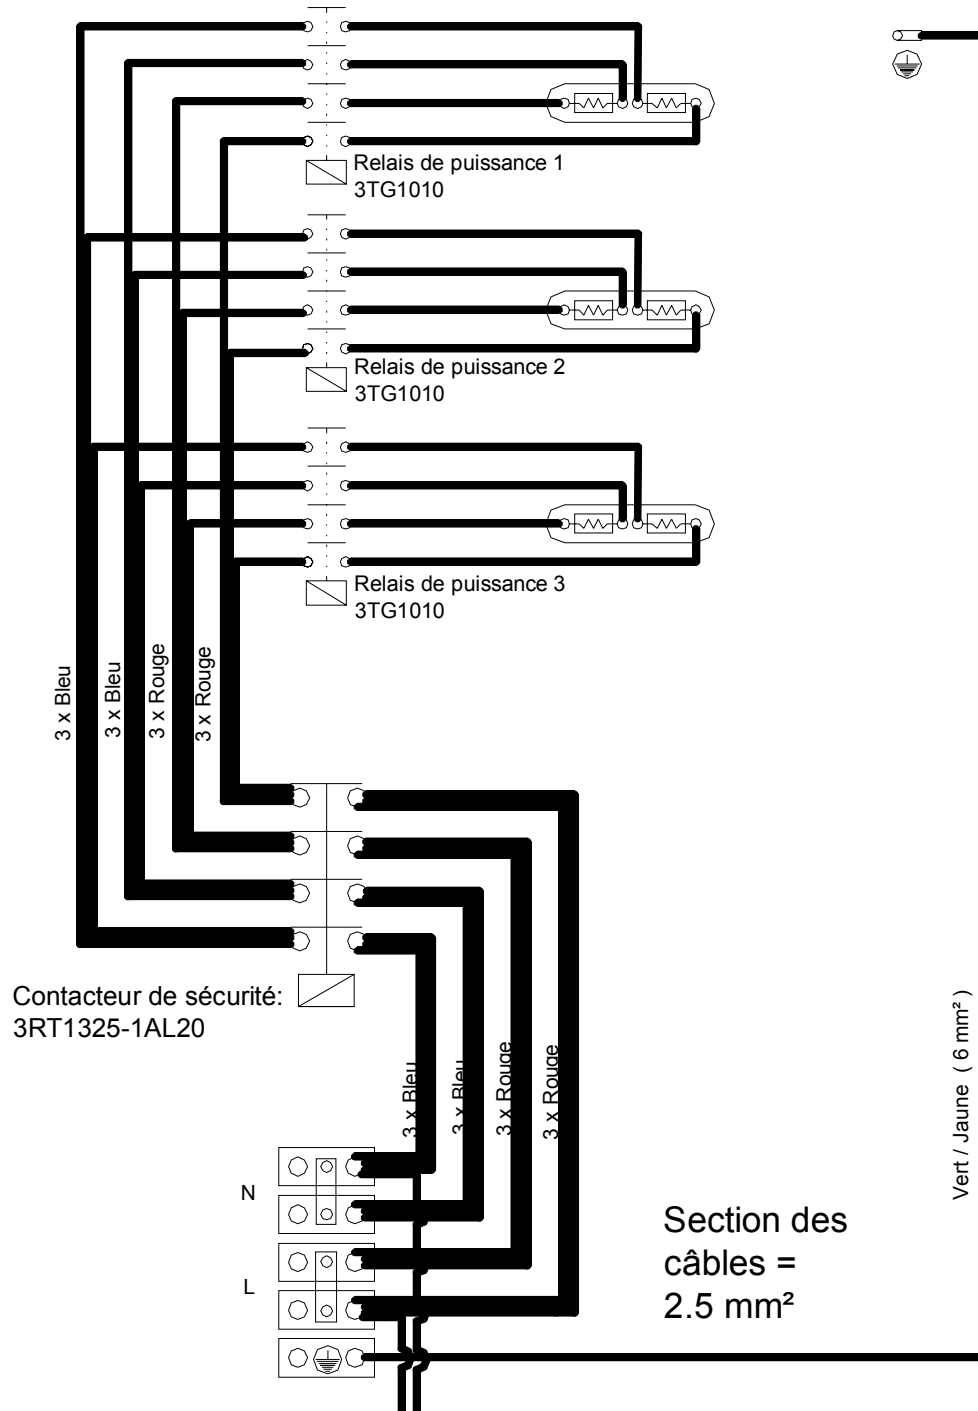 Relais de puissance 1
3TG1010
Relais de puissance 2
3TG1010
Relais de puissance 3
3TG1010
3 x Bleu
3 x Bleu
3 x Rouge
3 x Rouge
Contacteur de sécurité:
3RT1325-1AL20
3 x Bleu
3 x Bleu
3 x Rouge
3 x Rouge
Vert / Jaune ( 6 mm² )
N
L
Section des
câbles =
2.5 mm²